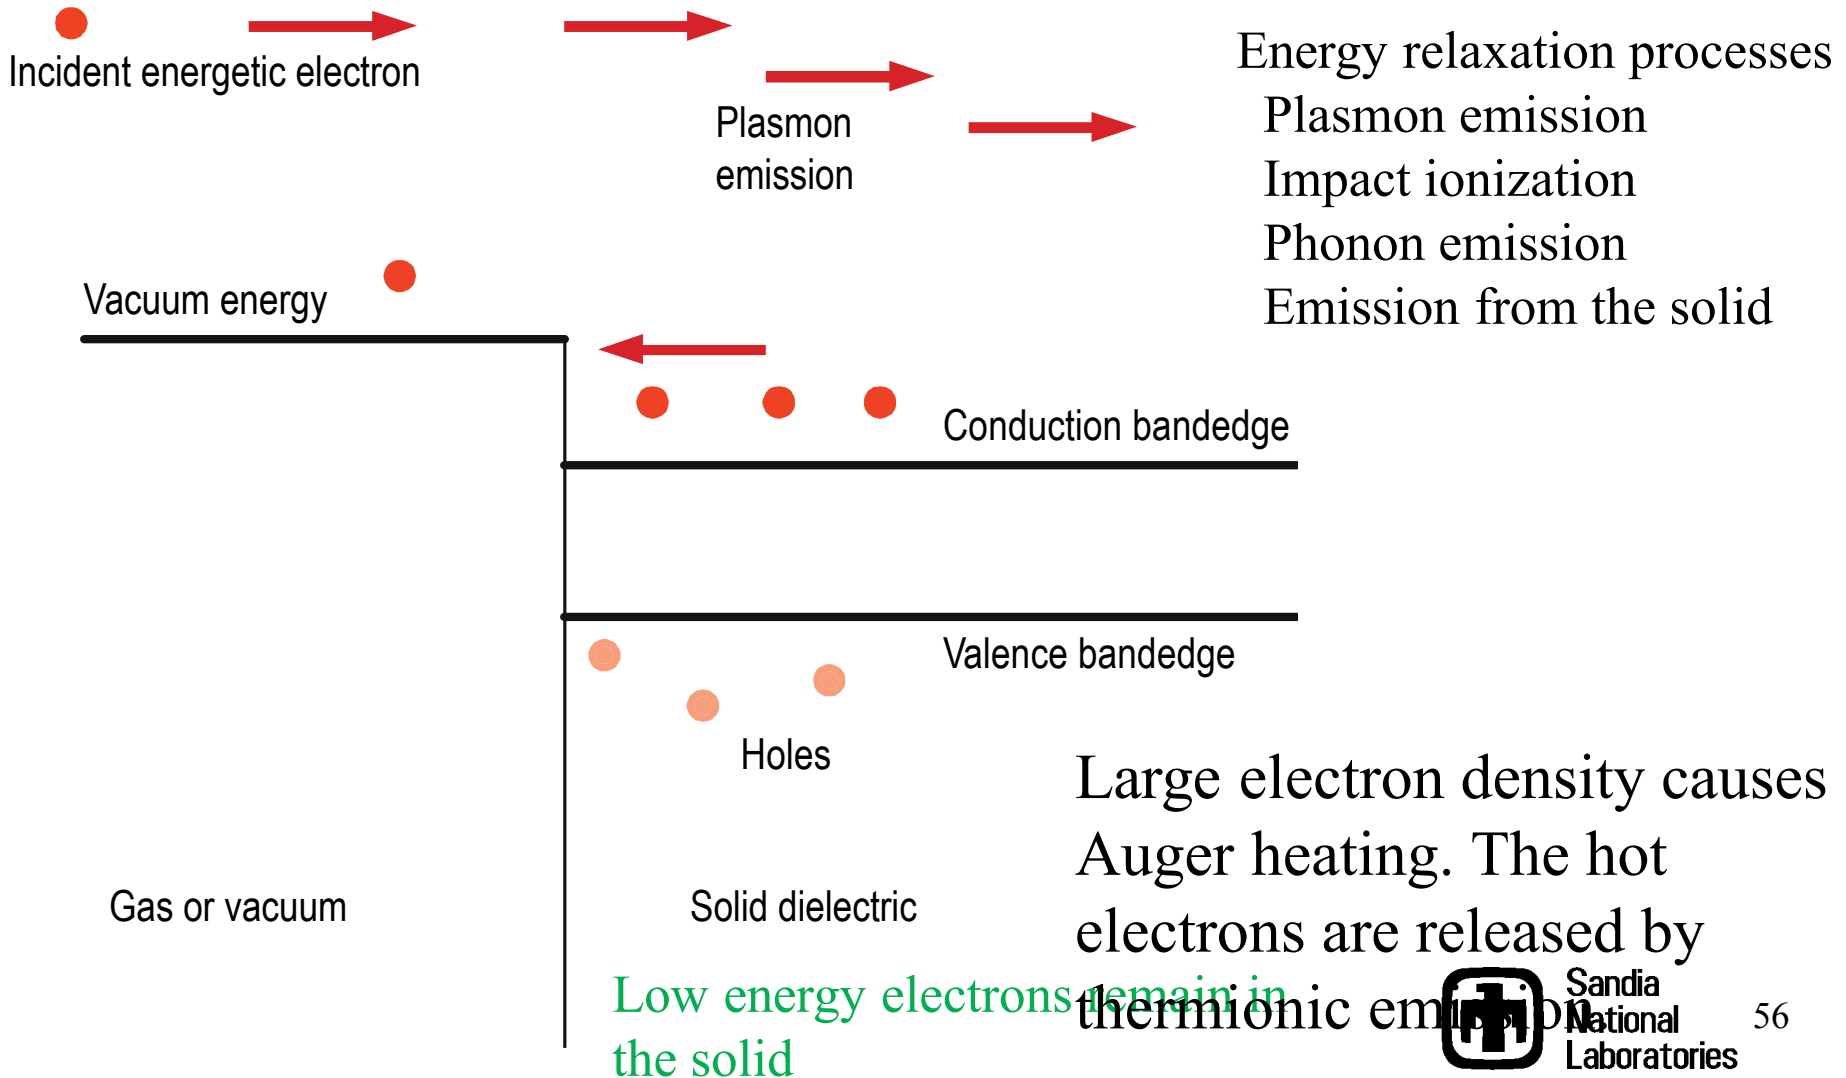 Incident energetic electron
Plasmon
emission
Energy relaxation processes
Plasmon emission
Impact ionization
Phonon emission
Emission from the solid
Vacuum energy
Conduction bandedge
Valence bandedge
Holes
Large electron density causes
Auger heating. The hot
electrons are released by
thermionic emission.
Gas or vacuum
Solid dielectric
Low energy electrons remain in
the solid
Sandia
National
Laboratories
56